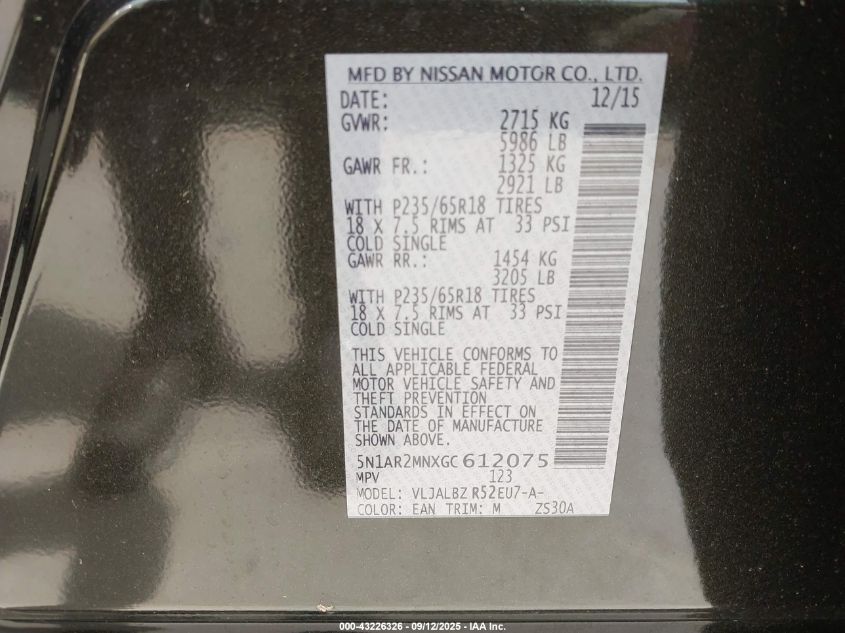 MFD BY NISSAN MOTOR CO., LTD.
DATE: 12/15
GVWR: 2715 KG
5986 LB
GAWR FR.: 1325 KG
2921 LB
WITH P235/65R18 TIRES
18 X 7.5 RIMS AT 33 PSI
COLD SINGLE
GAWR RR.: 1454 KG
3205 LB
WITH P235/65R18 TIRES
18 X 7.5 RIMS AT 33 PSI
COLD SINGLE
THIS VEHICLE CONFORMS TO
ALL APPLICABLE FEDERAL
MOTOR VEHICLE SAFETY AND
THEFT PREVENTION
STANDARDS IN EFFECT ON
THE DATE OF MANUFACTURE
SHOWN ABOVE.
5N1AR2MNXGC 612075
MPV 123
MODEL: VLJALBZ R52EU7-A-
COLOR: EAN TRIM: M ZS30A
000-43226326 - 09/12/2025 - IAA Inc.